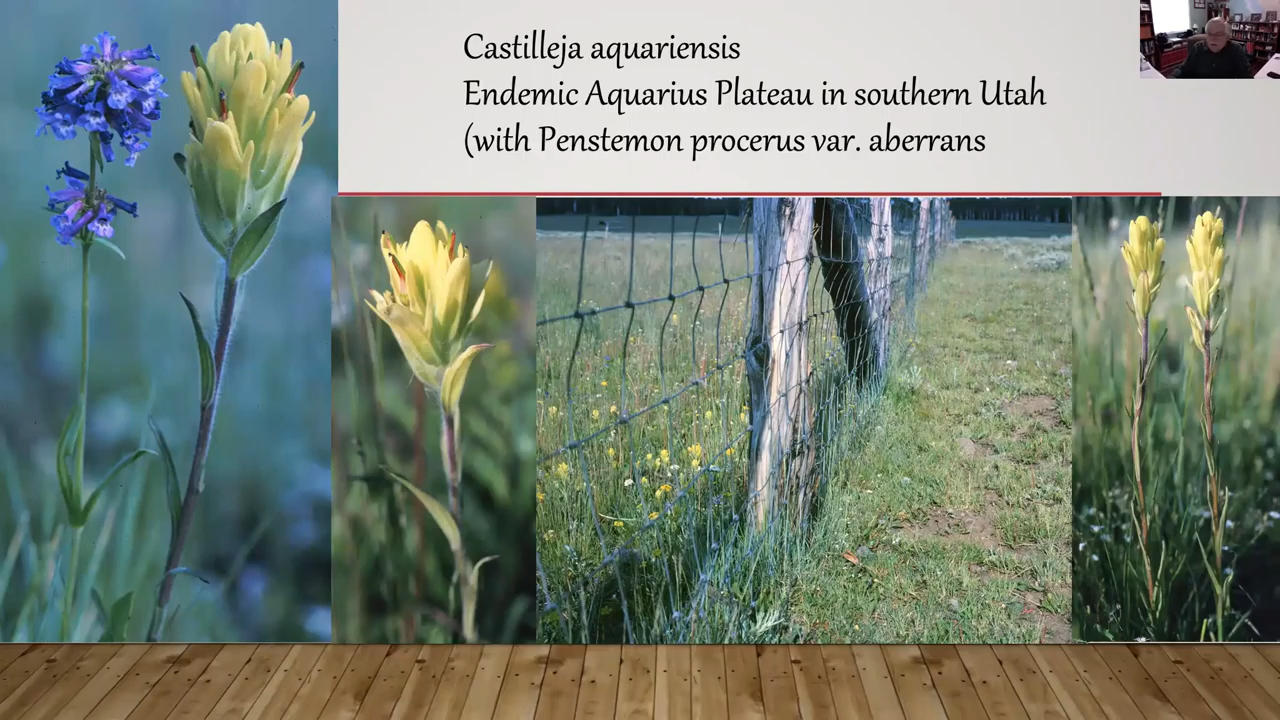 Castilleja aquariensis
Endemic Aquarius Plateau in southern Utah
(with Penstemon procerus var. aberrans